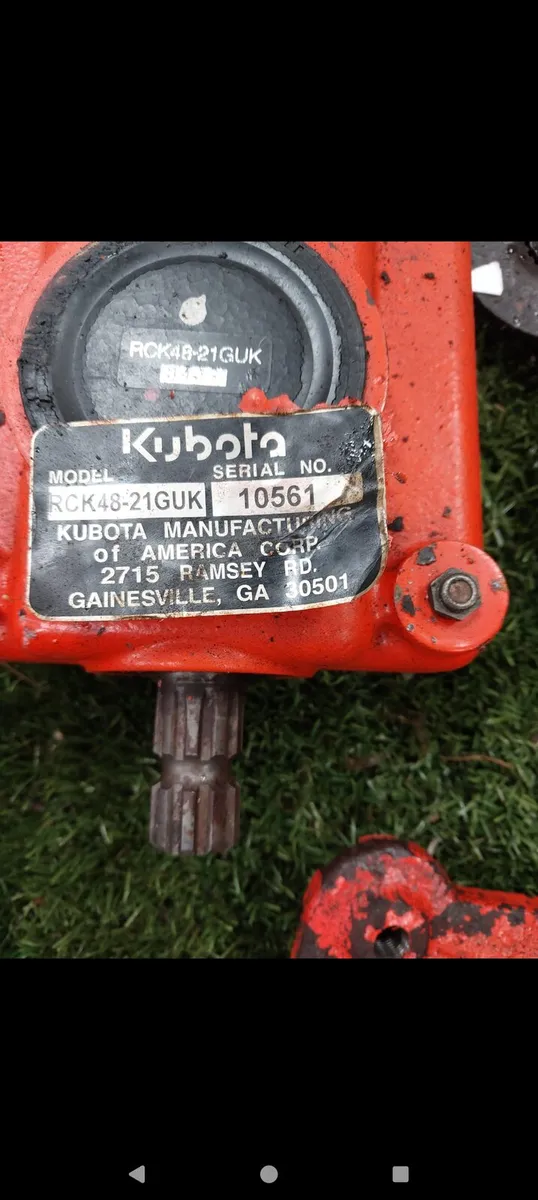 RCK48-21GUK
Kubota
MODEL SERIAL NO.
RCK48-21GUK 10561
KUBOTA MANUFACTURING
of AMERICA CORP.
2715 RAMSEY RD.
GAINESVILLE, GA 30501